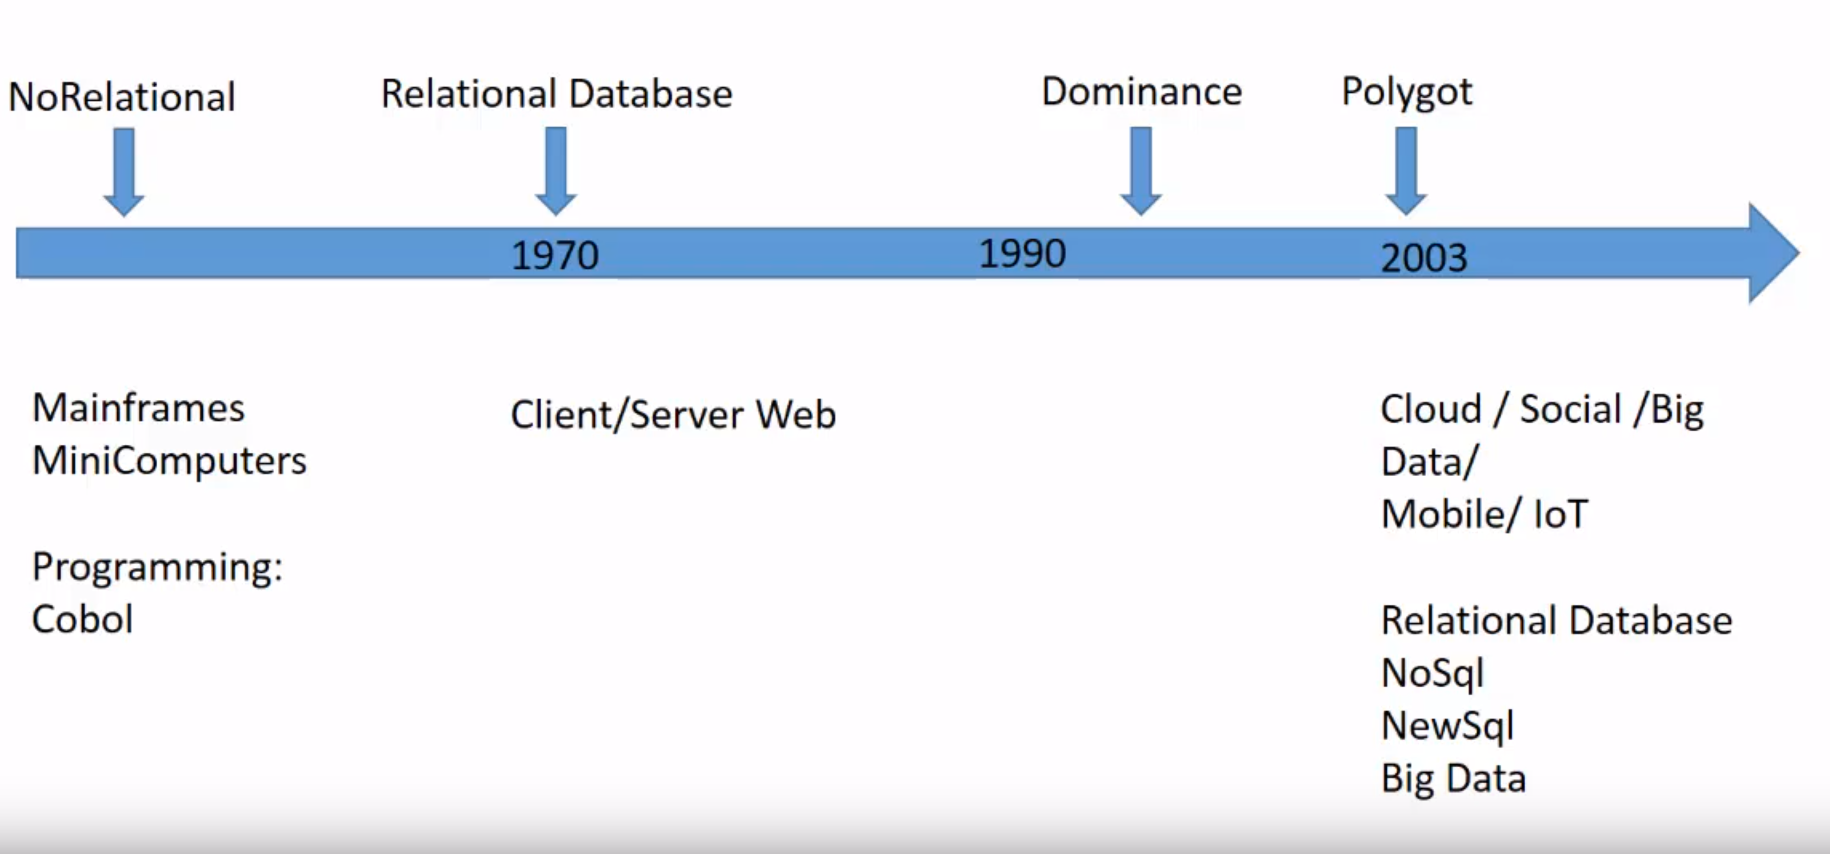 NoRelational
Relational Database
Dominance
Polygot
1970
1990
2003
Mainframes
MiniComputers
Programming:
Cobol
Client/Server Web
Cloud / Social /Big
Data/
Mobile/ IoT
Relational Database
NoSql
NewSql
Big Data